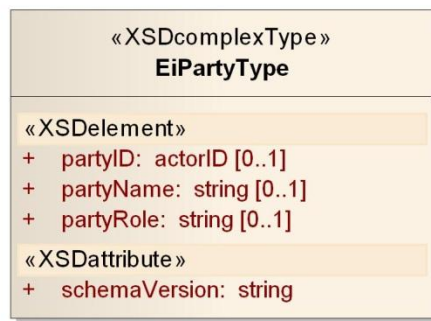 «XSDcomplexType»
EiPartyType
«XSDelement»
+ partyID: actorID [0..1]
+ partyName: string [0..1]
+ partyRole: string [0..1]
«XSDattribute»
+ schemaVersion: string